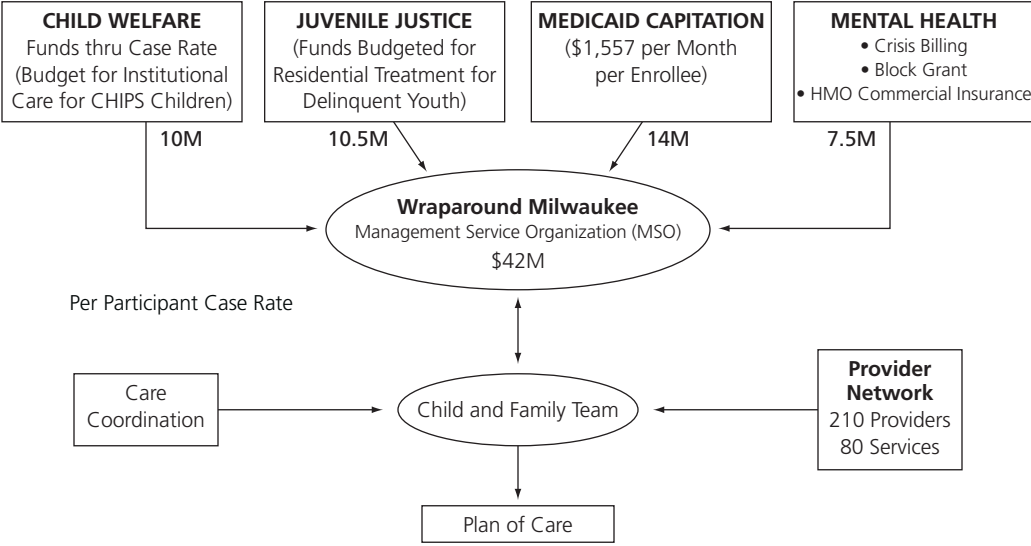 CHILD WELFARE
Funds thru Case Rate
(Budget for Institutional
Care for CHIPS Children)
JUVENILE JUSTICE
(Funds Budgeted for
Residential Treatment for
Delinquent Youth)
MEDICAID CAPITATION
($1,557 per Month
per Enrollee)
MENTAL HEALTH
• Crisis Billing
• Block Grant
• HMO Commercial Insurance
10M
10.5M
14M
7.5M
Wraparound Milwaukee
Management Service Organization (MSO)
$42M
Per Participant Case Rate
Care
Coordination
Child and Family Team
Provider
Network
210 Providers
80 Services
Plan of Care